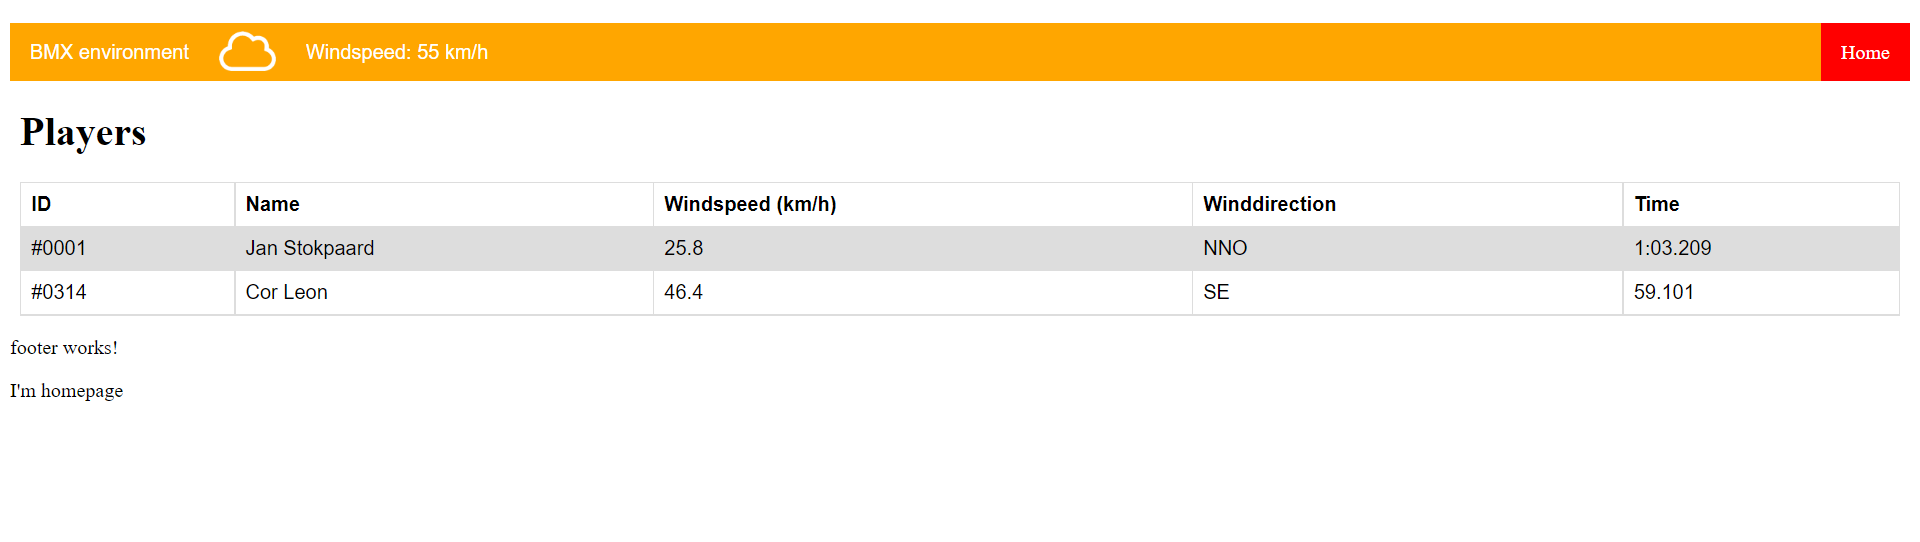 BMX environment Windspeed: 55 km/h Home
Players
ID Name Windspeed (km/h) Winddirection Time
#0001 Jan Stokpaard 25.8 NNO 1:03.209
#0314 Cor Leon 46.4 SE 59.101
footer works!
I'm homepage